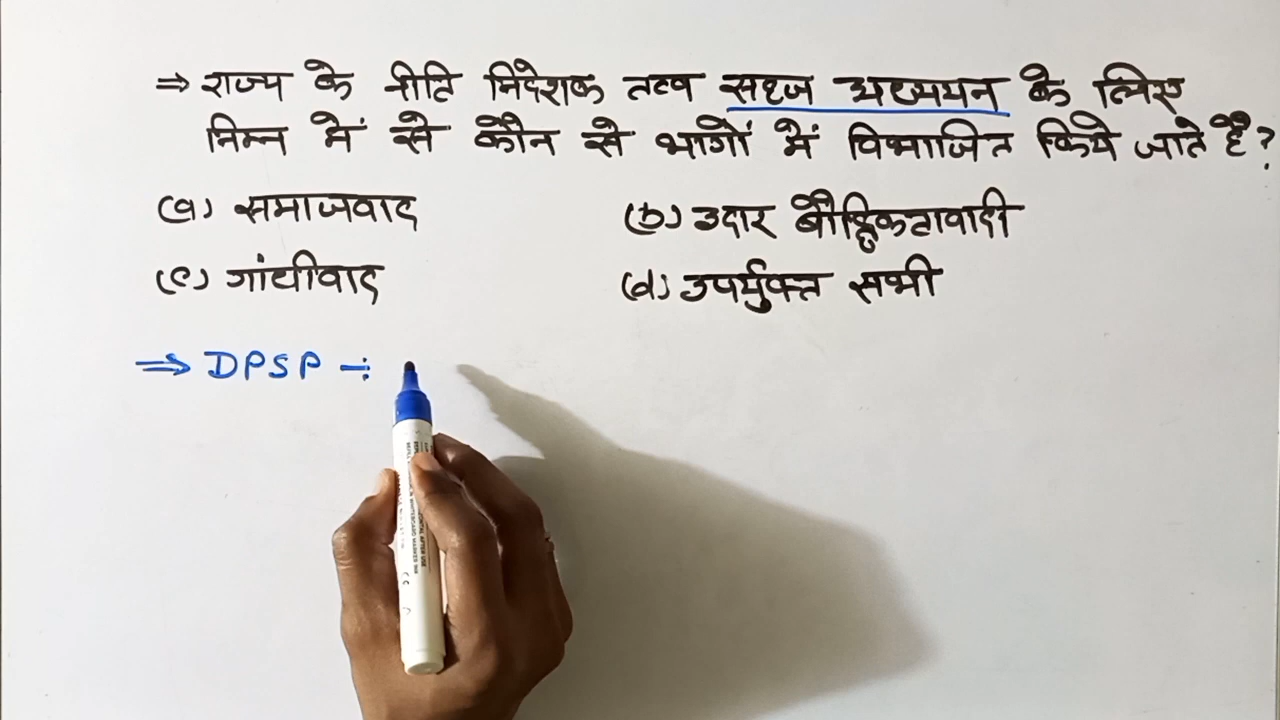 ⇒ राज्य के नीति निदेशक तत्व सहज अध्ययन के लिए
निम्न में से कौन से भागों में विभाजित किये जाते है?
(a) समाजवाद (b) उदार बौद्धिकतावादी
(c) गांधीवाद (d) उपर्युक्त सभी
⇒ DPSP ÷